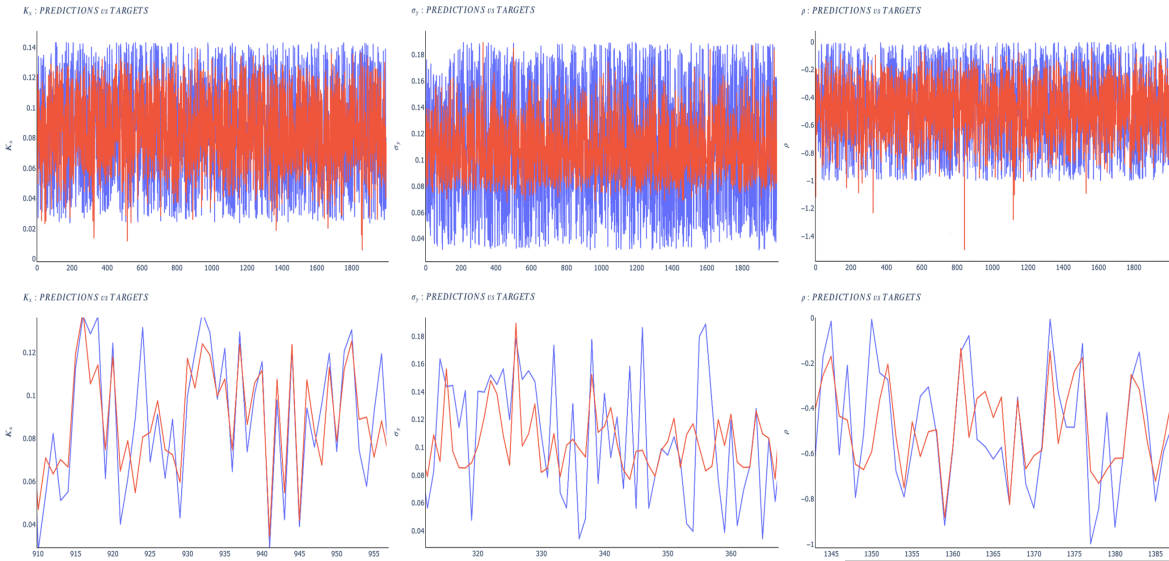 K_x : PREDICTIONS vs TARGETS
0.14
0.12
0.1
0.08
0.06
0.04
0.02
0
K_x
0 200 400 600 800 1000 1200 1400 1600 1800
σ_y : PREDICTIONS vs TARGETS
0.18
0.16
0.14
0.12
0.1
0.08
0.06
0.04
σ_y
0 200 400 600 800 1000 1200 1400 1600 1800
ρ : PREDICTIONS vs TARGETS
0
−0.2
−0.4
−0.6
−0.8
−1
−1.2
−1.4
ρ
0 200 400 600 800 1000 1200 1400 1600 1800
K_x : PREDICTIONS vs TARGETS
0.12
0.1
0.08
0.06
0.04
K_x
910 915 920 925 930 935 940 945 950 955
σ_y : PREDICTIONS vs TARGETS
0.18
0.16
0.14
0.12
0.1
0.08
0.06
0.04
σ_y
320 330 340 350 360
ρ : PREDICTIONS vs TARGETS
0
−0.2
−0.4
−0.6
−0.8
−1
ρ
1345 1350 1355 1360 1365 1370 1375 1380 1385